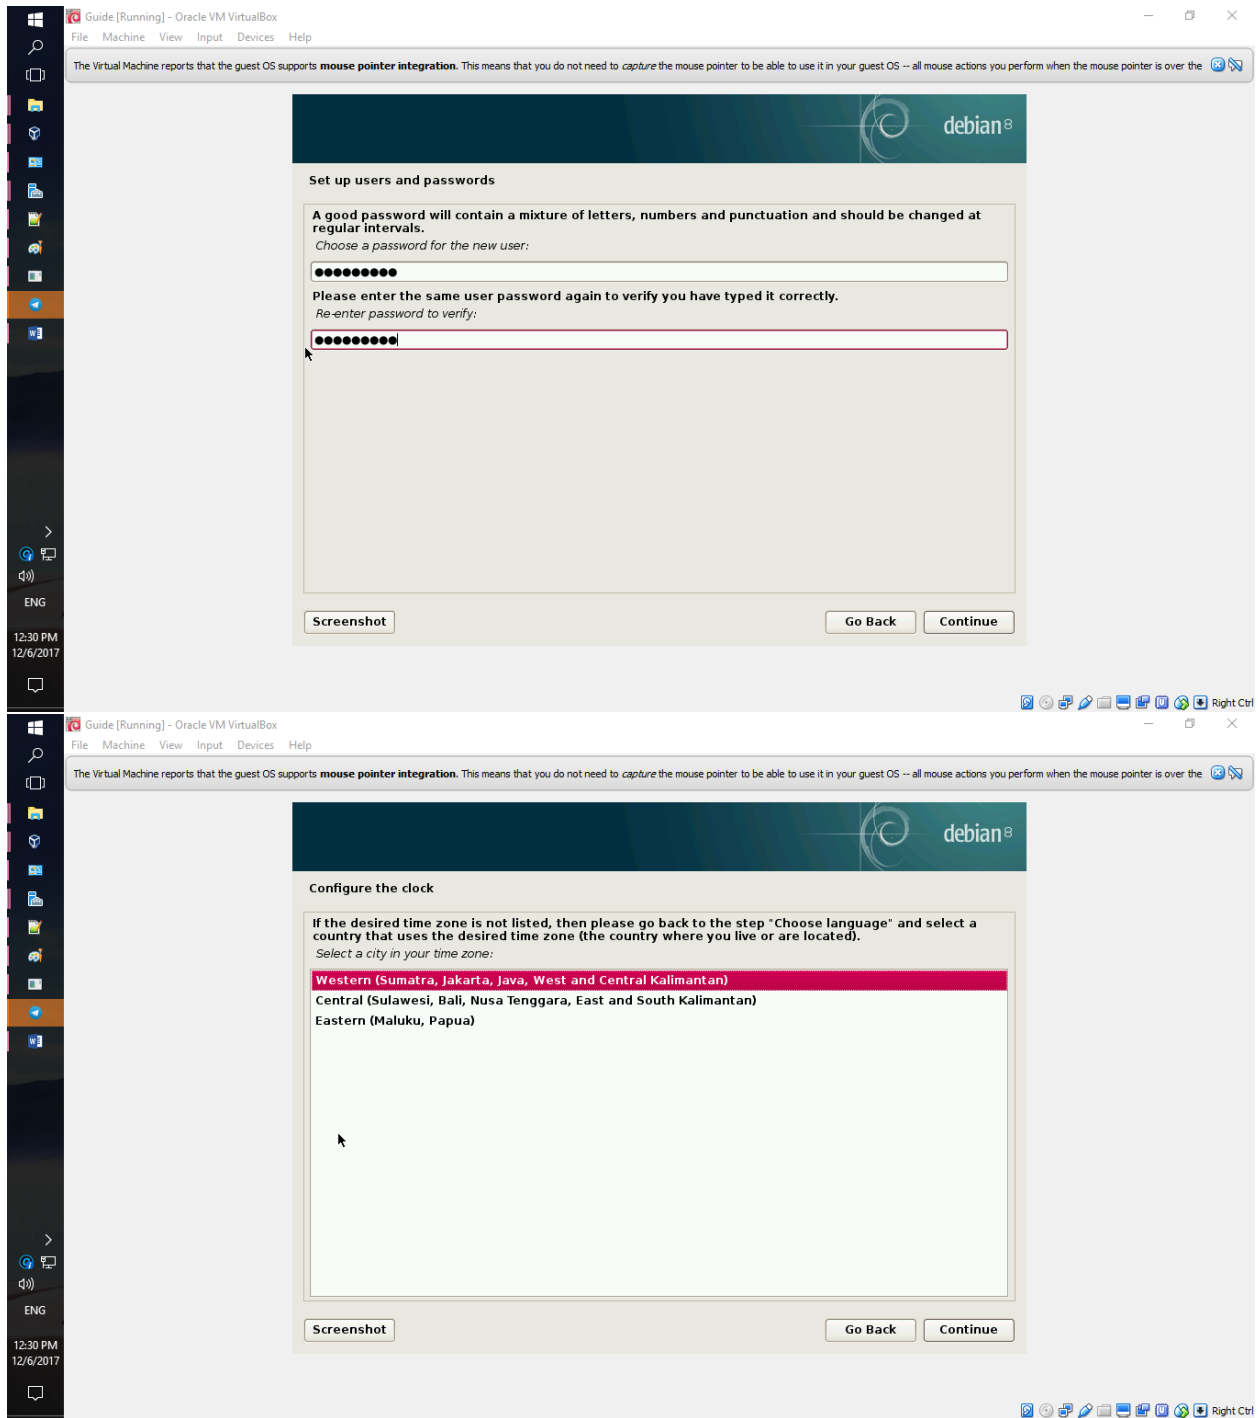 Guide [Running] - Oracle VM VirtualBox
File Machine View Input Devices Help
The Virtual Machine reports that the guest OS supports mouse pointer integration. This means that you do not need to capture the mouse pointer to be able to use it in your guest OS -- all mouse actions you perform when the mouse pointer is over the
debian 8
Set up users and passwords
A good password will contain a mixture of letters, numbers and punctuation and should be changed at
regular intervals.
Choose a password for the new user:
●●●●●●●●●
Please enter the same user password again to verify you have typed it correctly.
Re-enter password to verify:
●●●●●●●●●
Screenshot
Go Back
Continue
ENG
12:30 PM
12/6/2017
Right Ctrl
Guide [Running] - Oracle VM VirtualBox
File Machine View Input Devices Help
The Virtual Machine reports that the guest OS supports mouse pointer integration. This means that you do not need to capture the mouse pointer to be able to use it in your guest OS -- all mouse actions you perform when the mouse pointer is over the
debian 8
Configure the clock
If the desired time zone is not listed, then please go back to the step "Choose language" and select a
country that uses the desired time zone (the country where you live or are located).
Select a city in your time zone:
Western (Sumatra, Jakarta, Java, West and Central Kalimantan)
Central (Sulawesi, Bali, Nusa Tenggara, East and South Kalimantan)
Eastern (Maluku, Papua)
Screenshot
Go Back
Continue
ENG
12:30 PM
12/6/2017
Right Ctrl